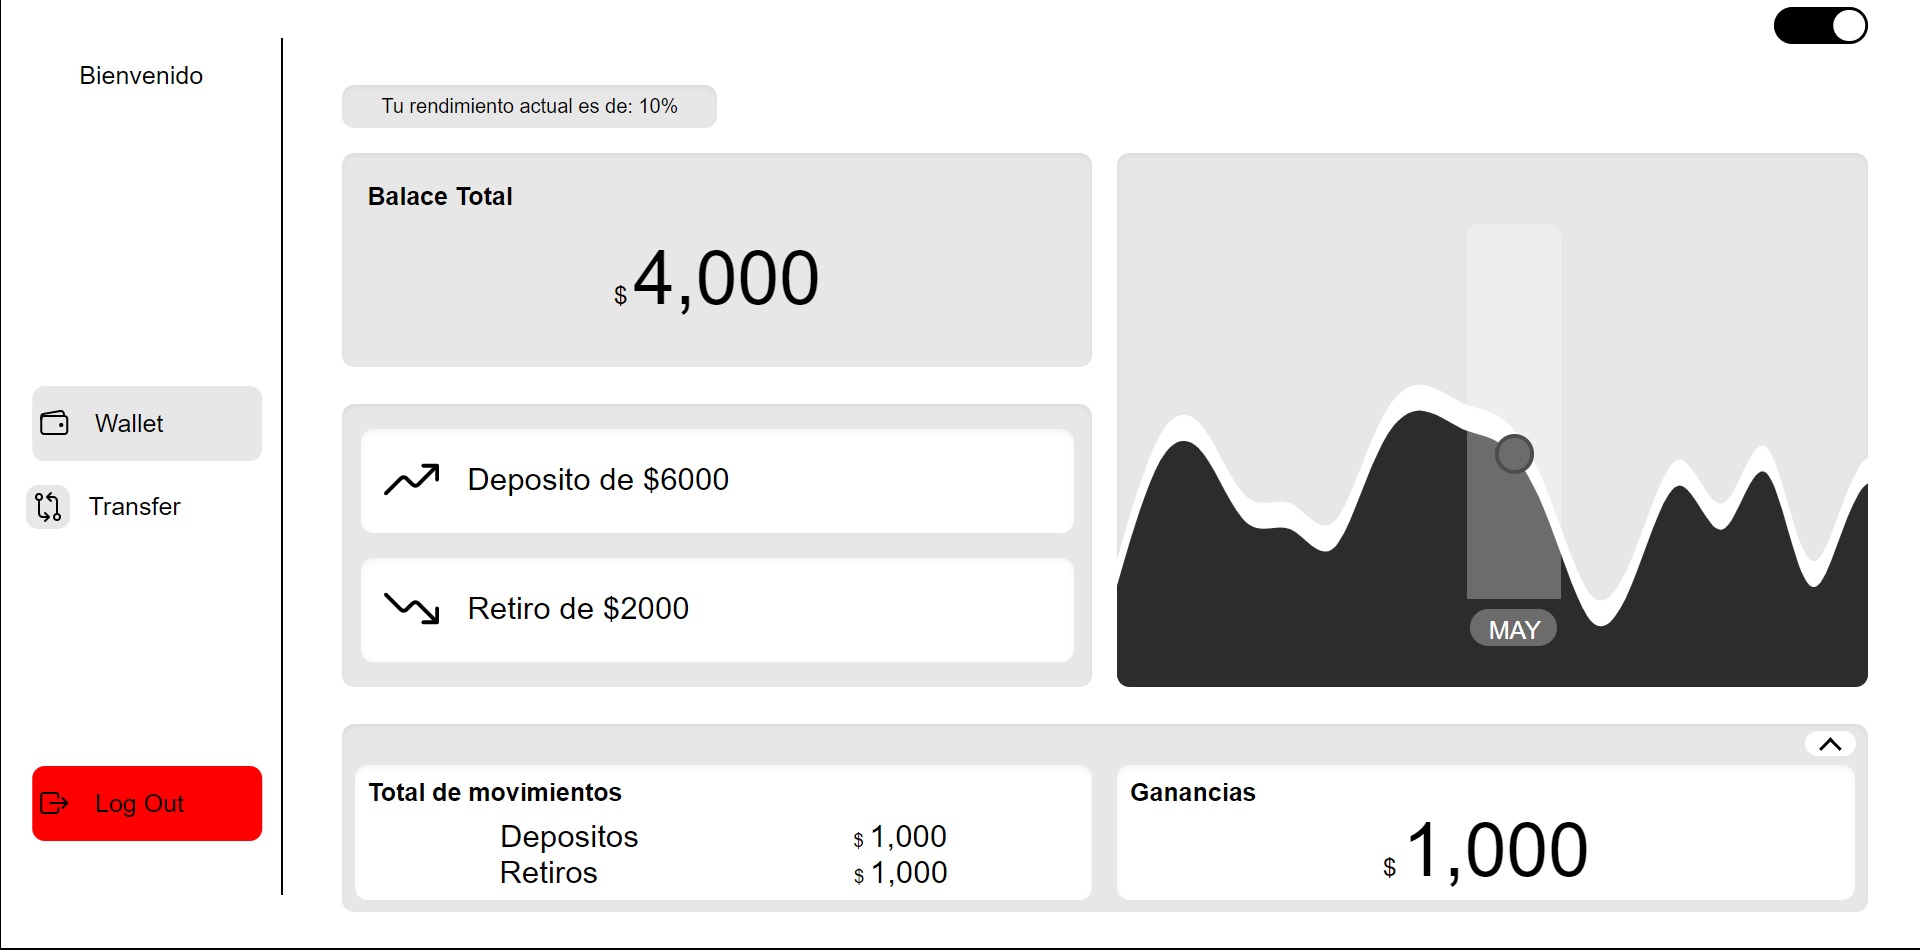 Bienvenido
Wallet
Transfer
Log Out
Tu rendimiento actual es de: 10%
Balace Total
$ 4,000
Deposito de $6000
Retiro de $2000
MAY
Total de movimientos
Depositos $ 1,000
Retiros $ 1,000
Ganancias
$ 1,000